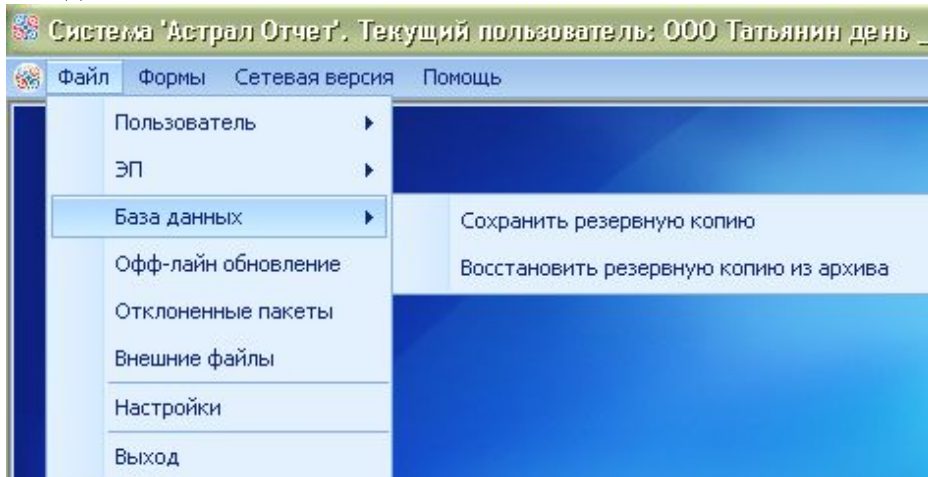 Система 'Астрал Отчет'. Текущий пользователь: ООО Татьянин день _
Файл Формы Сетевая версия Помощь
Пользователь
ЭП
База данных
Сохранить резервную копию
Офф-лайн обновление
Восстановить резервную копию из архива
Отклоненные пакеты
Внешние файлы
Настройки
Выход